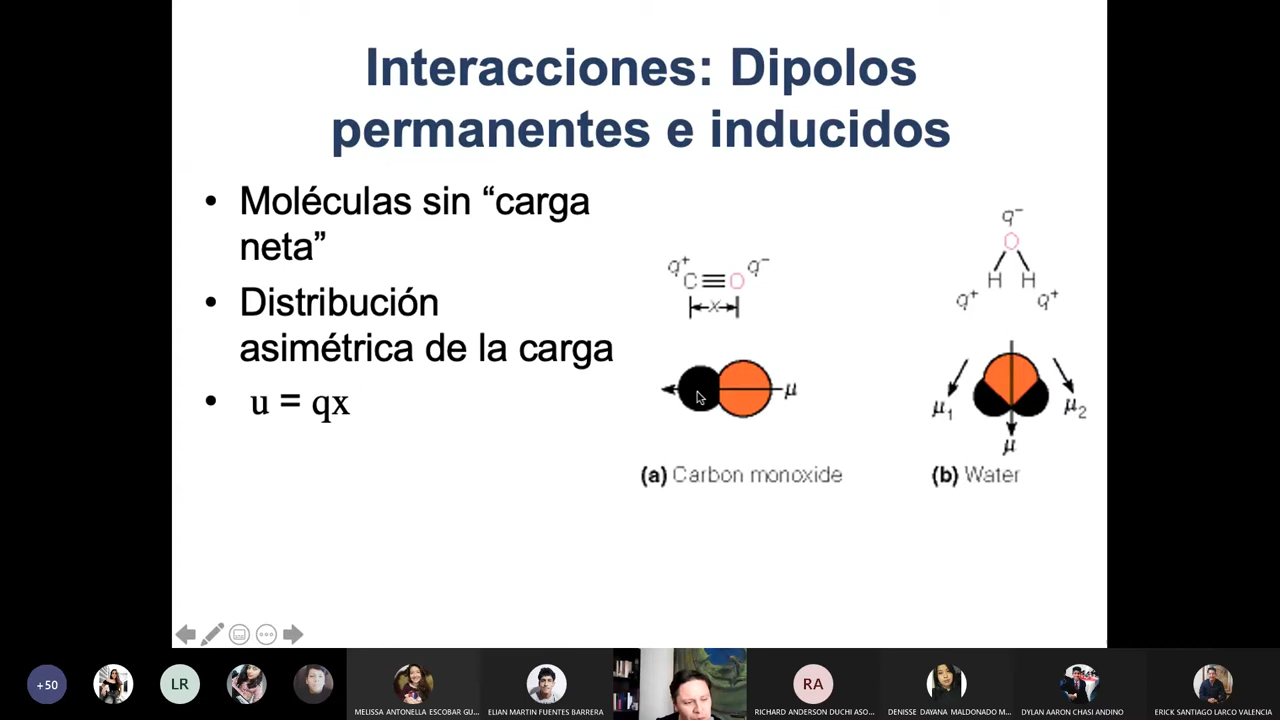 Interacciones: Dipolos
permanentes e inducidos
• Moléculas sin “carga
neta”
• Distribución
asimétrica de la carga
• u = qx
q⁺ C≡O q⁻
x
μ
(a) Carbon monoxide
q⁻
O
H H
q⁺ q⁺
μ₁ μ₂
μ
(b) Water
+50
LR
RA
MELISSA ANTONELLA ESCOBAR GU...
ELIAN MARTIN FUENTES BARRERA
RICHARD ANDERSON DUCHI ASO...
DENISSE DAYANA MALDONADO M...
DYLAN AARON CHASI ANDINO
ERICK SANTIAGO LARCO VALENCIA